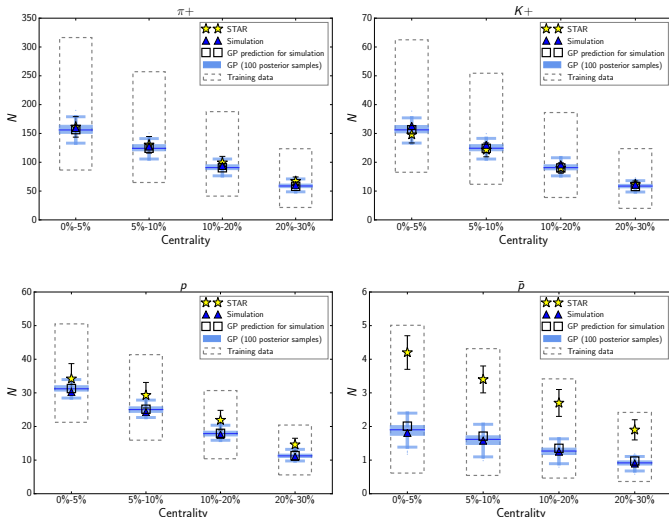 π+
350
300
250
200
150
100
50
0
N
STAR
Simulation
GP prediction for simulation
GP (100 posterior samples)
Training data
0%-5% 5%-10% 10%-20% 20%-30%
Centrality
K+
70
60
50
40
30
20
10
0
N
STAR
Simulation
GP prediction for simulation
GP (100 posterior samples)
Training data
0%-5% 5%-10% 10%-20% 20%-30%
Centrality
p
60
50
40
30
20
10
0
N
STAR
Simulation
GP prediction for simulation
GP (100 posterior samples)
Training data
0%-5% 5%-10% 10%-20% 20%-30%
Centrality
p̄
6
5
4
3
2
1
0
N
STAR
Simulation
GP prediction for simulation
GP (100 posterior samples)
Training data
0%-5% 5%-10% 10%-20% 20%-30%
Centrality